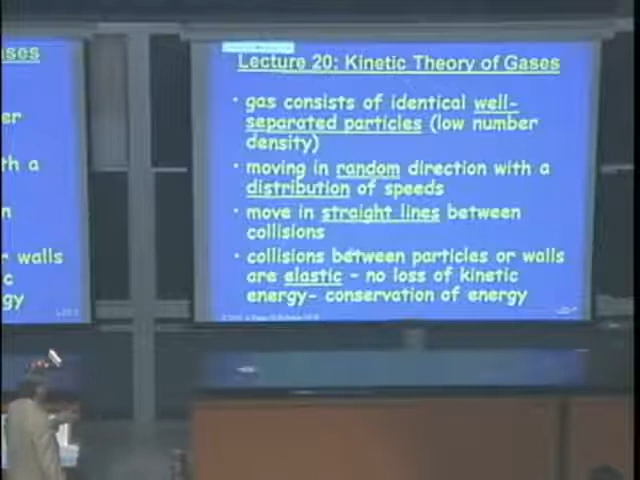 ases
er
th a
n
r walls
c
gy
Lecture 20: Kinetic Theory of Gases
• gas consists of identical well-
separated particles (low number
density)
• moving in random direction with a
distribution of speeds
• move in straight lines between
collisions
• collisions between particles or walls
are elastic - no loss of kinetic
energy- conservation of energy